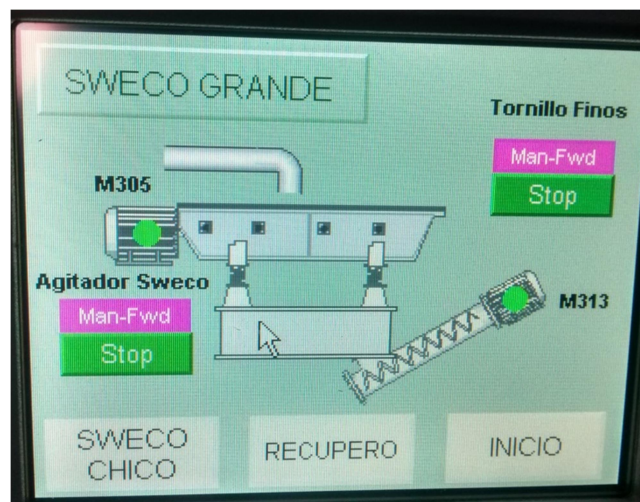 SWECO GRANDE
Tornillo Finos
Man-Fwd
Stop
M305
Agitador Sweco
Man-Fwd
Stop
M313
SWECO
CHICO
RECUPERO
INICIO